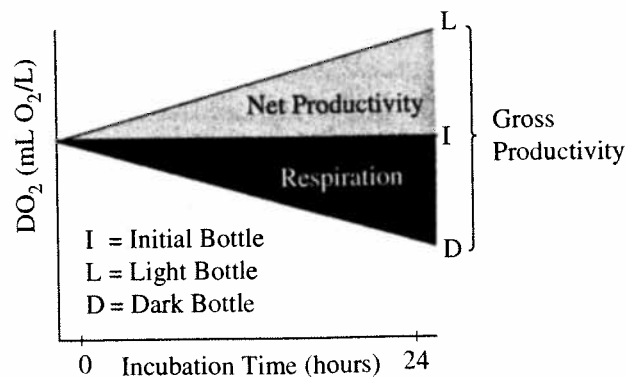 DO₂ (mL O₂/L)
L
Net Productivity
I
Gross
Productivity
Respiration
D
I = Initial Bottle
L = Light Bottle
D = Dark Bottle
0 Incubation Time (hours) 24